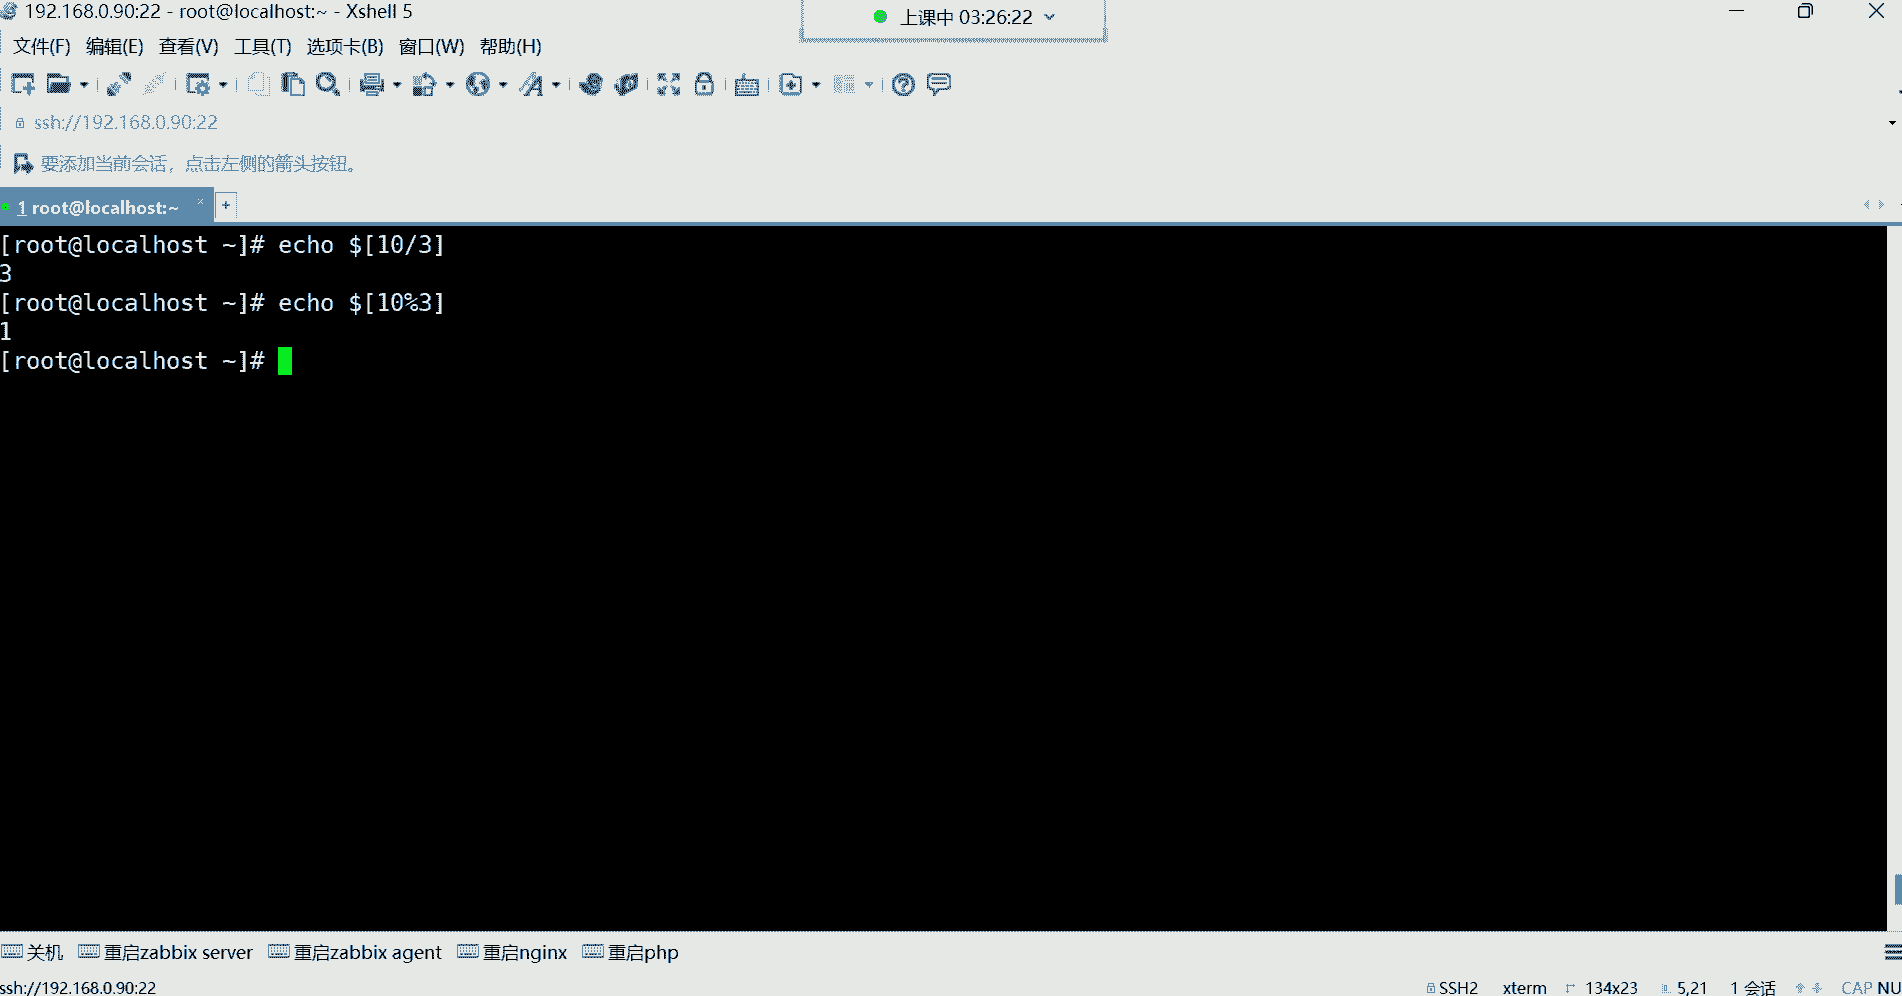 192.168.0.90:22 - root@localhost:~ - Xshell 5
上课中 03:26:22
文件(F) 编辑(E) 查看(V) 工具(T) 选项卡(B) 窗口(W) 帮助(H)
ssh://192.168.0.90:22
要添加当前会话，点击左侧的箭头按钮。
1 root@localhost:~ × +
[root@localhost ~]# echo $[10/3]
3
[root@localhost ~]# echo $[10%3]
1
[root@localhost ~]#
关机 重启zabbix server 重启zabbix agent 重启nginx 重启php
ssh://192.168.0.90:22 SSH2 xterm 134x23 5,21 1 会话 CAP NU